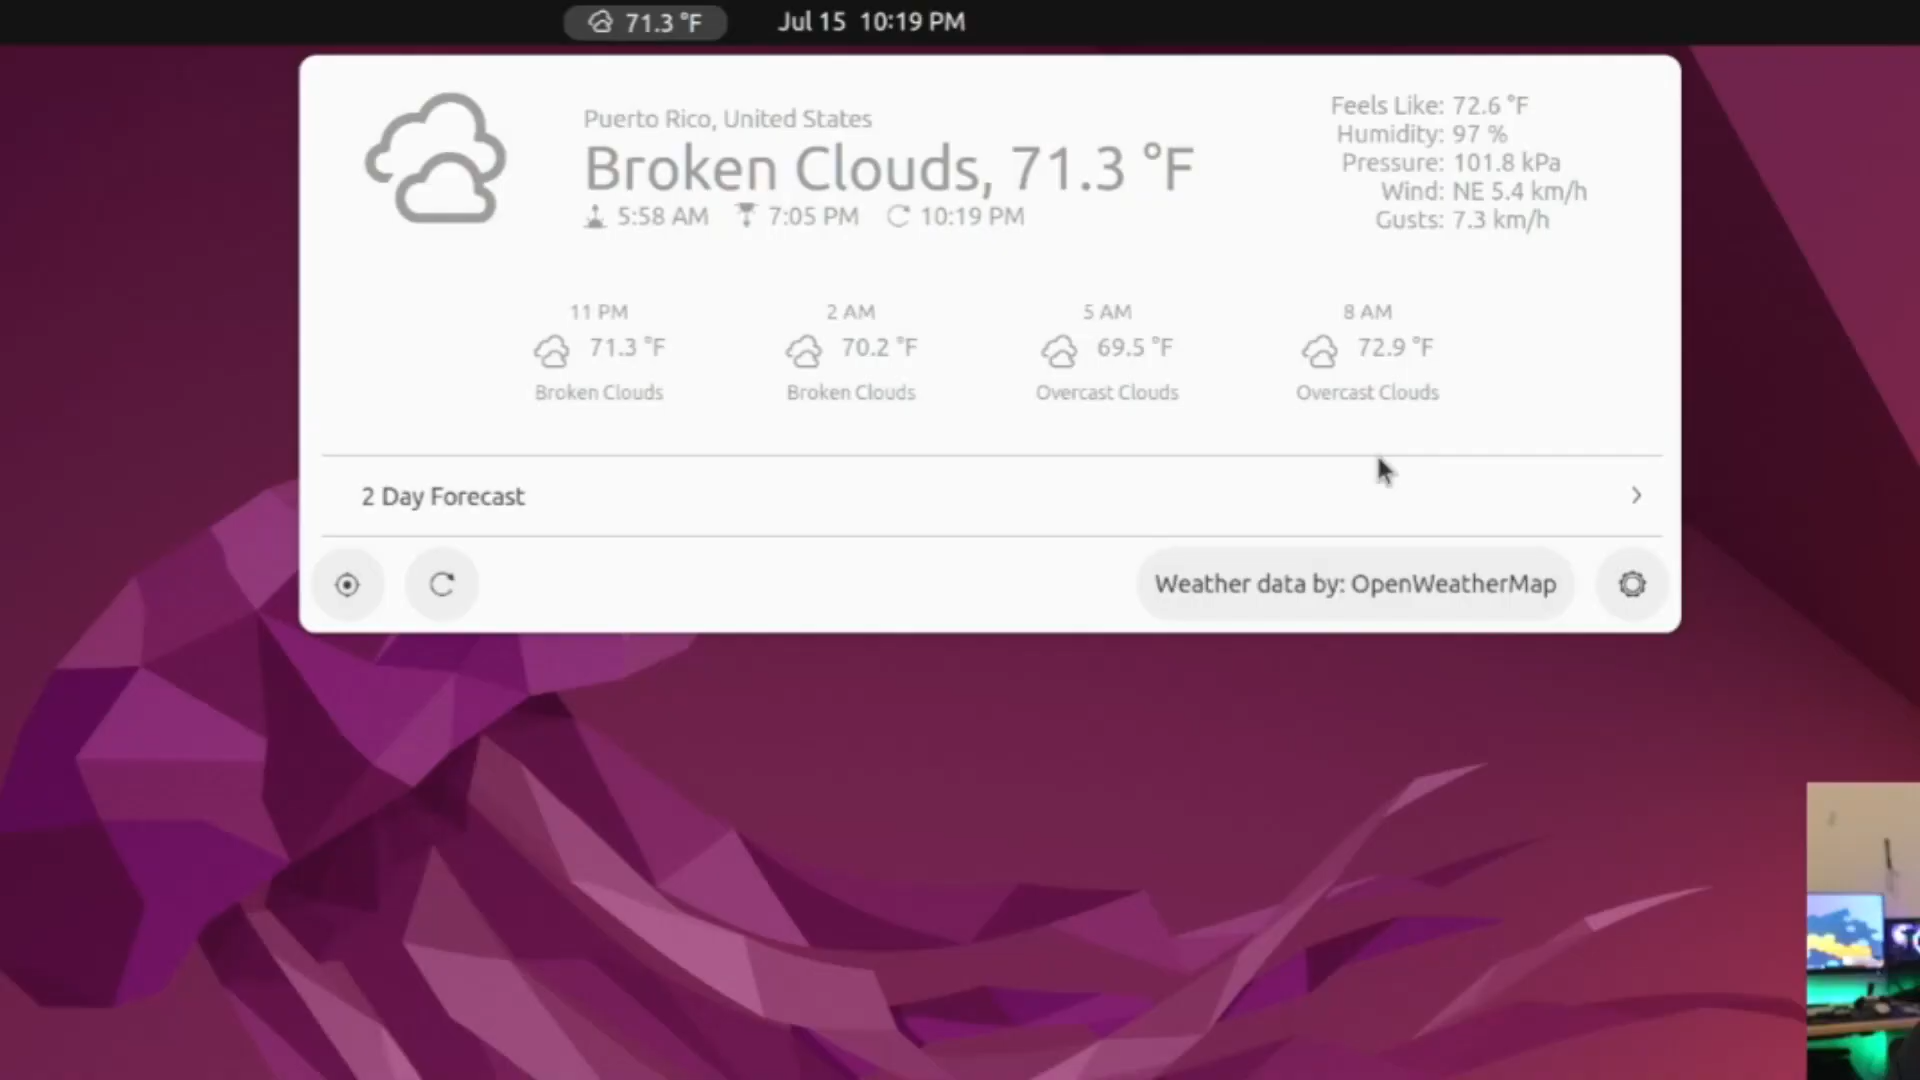 71.3 °F
Jul 15 10:19 PM
Puerto Rico, United States
Broken Clouds, 71.3 °F
5:58 AM 7:05 PM 10:19 PM
Feels Like: 72.6 °F
Humidity: 97 %
Pressure: 101.8 kPa
Wind: NE 5.4 km/h
Gusts: 7.3 km/h
11 PM
71.3 °F
Broken Clouds
2 AM
70.2 °F
Broken Clouds
5 AM
69.5 °F
Overcast Clouds
8 AM
72.9 °F
Overcast Clouds
2 Day Forecast
Weather data by: OpenWeatherMap